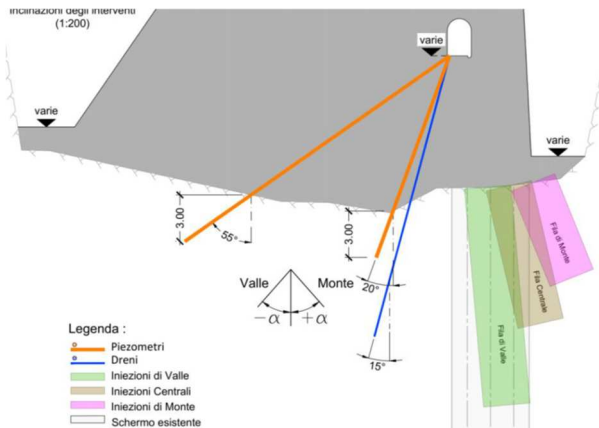 Inclinazioni degli interventi
(1:200)
varie
varie
varie
3.00
55°
3.00
20°
15°
Valle
Monte
−α
+α
Fila di Monte
Fila Centrale
Fila di Valle
Legenda :
Piezometri
Dreni
Iniezioni di Valle
Iniezioni Centrali
Iniezioni di Monte
Schermo esistente